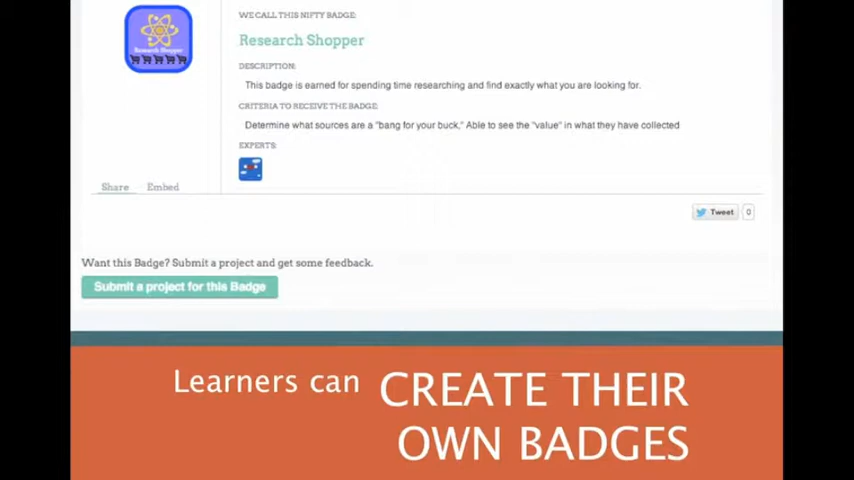 WE CALL THIS NIFTY BADGE:
Research Shopper
Research Shopper
DESCRIPTION:
This badge is earned for spending time researching and find exactly what you are looking for.
CRITERIA TO RECEIVE THE BADGE:
Determine what sources are a "bang for your buck," Able to see the "value" in what they have collected
EXPERTS:
Share Embed
Tweet 0
Want this Badge? Submit a project and get some feedback.
Submit a project for this Badge
Learners can CREATE THEIR
OWN BADGES